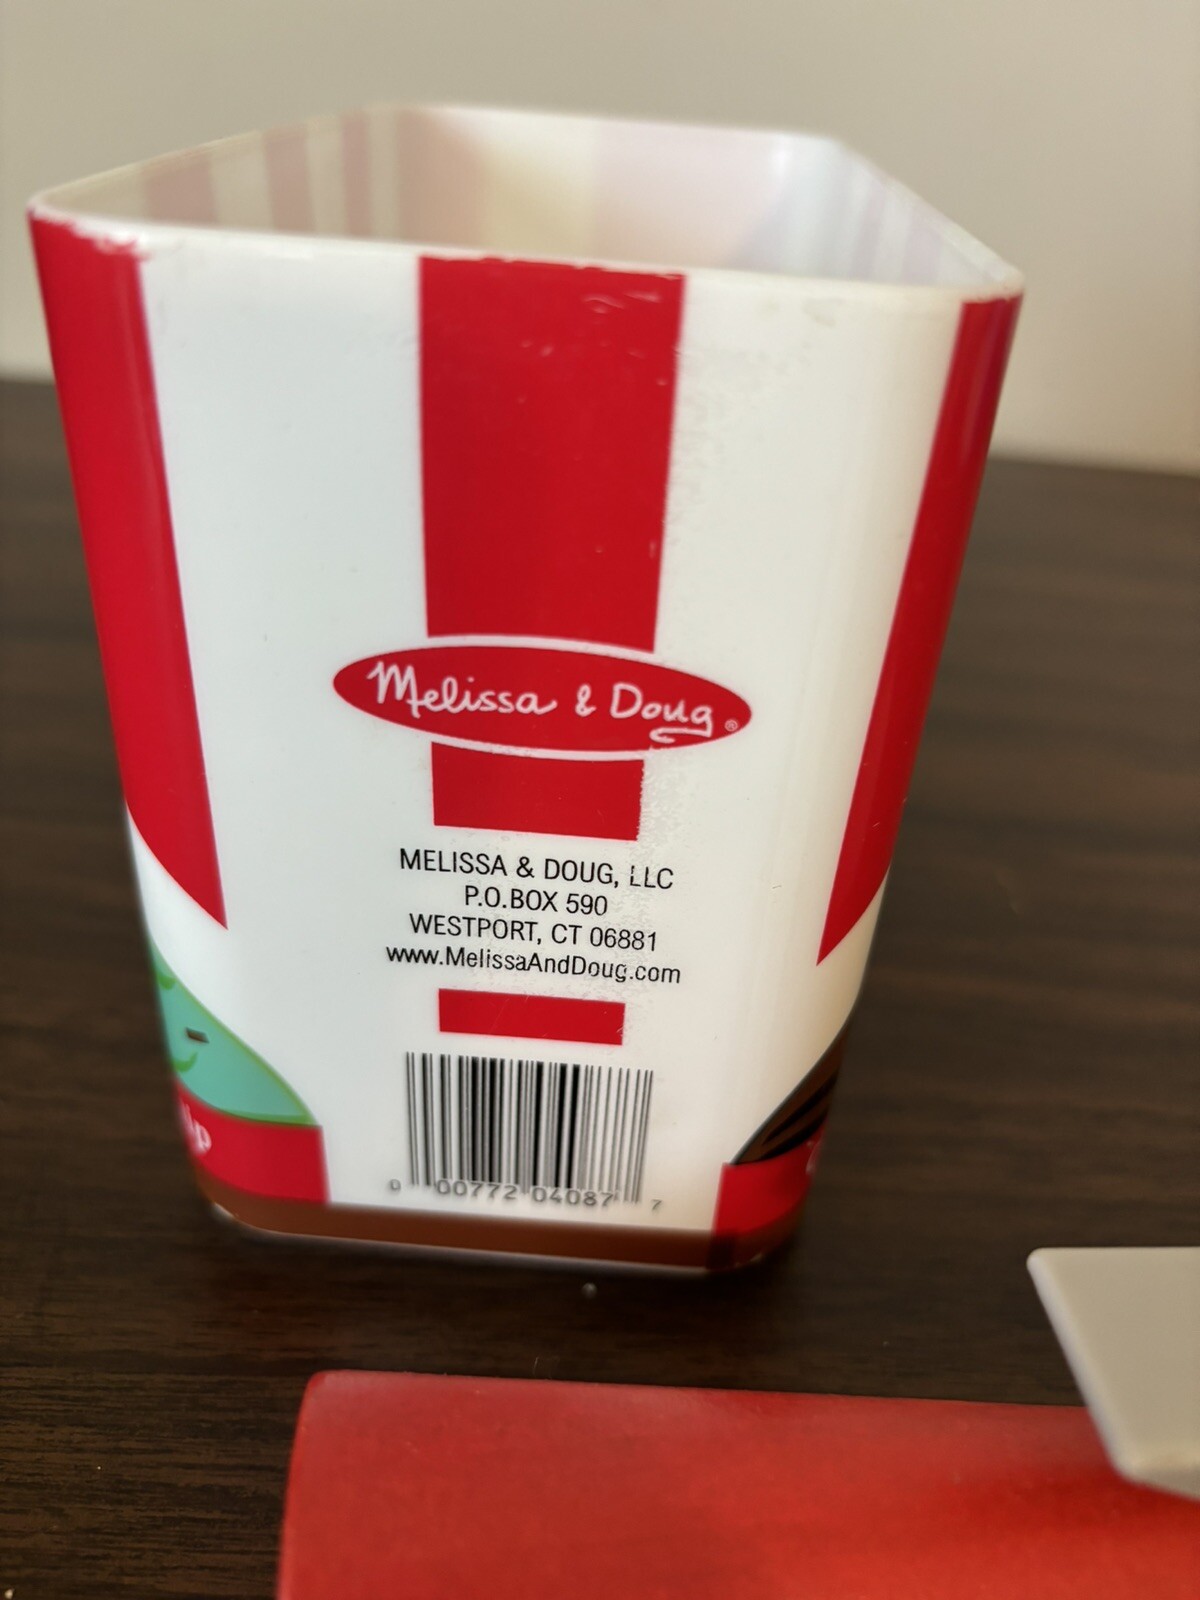 Melissa & Doug ®
MELISSA & DOUG, LLC
P.O.BOX 590
WESTPORT, CT 06881
www.MelissaAndDoug.com
0 00772 04087 7